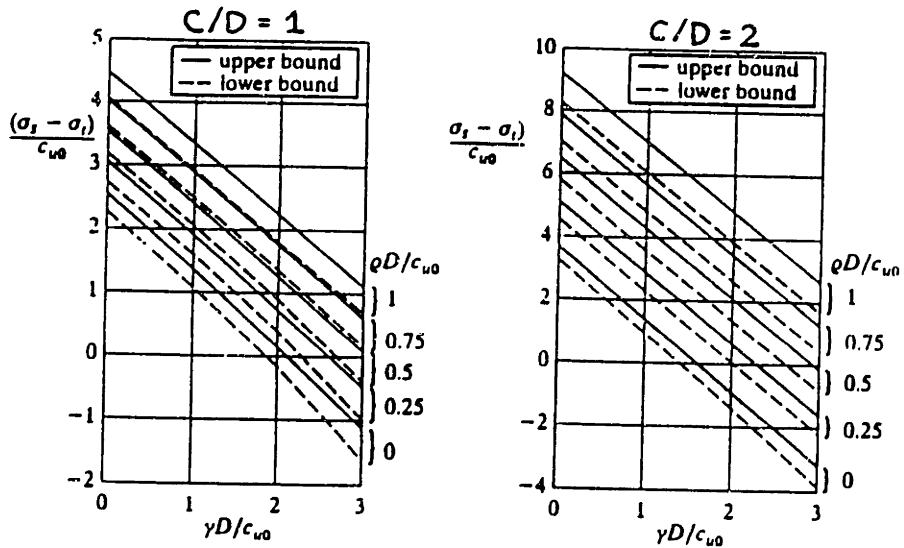 C/D = 1
5
4
3
2
1
0
−1
−2
(σs − σt)
cu0
upper bound
lower bound
ϱD/cu0
1
0.75
0.5
0.25
0
0
1
2
3
γD/cu0
C/D = 2
10
8
6
4
2
0
−2
−4
(σs − σt)
cu0
upper bound
lower bound
ϱD/cu0
1
0.75
0.5
0.25
0
0
1
2
3
γD/cu0